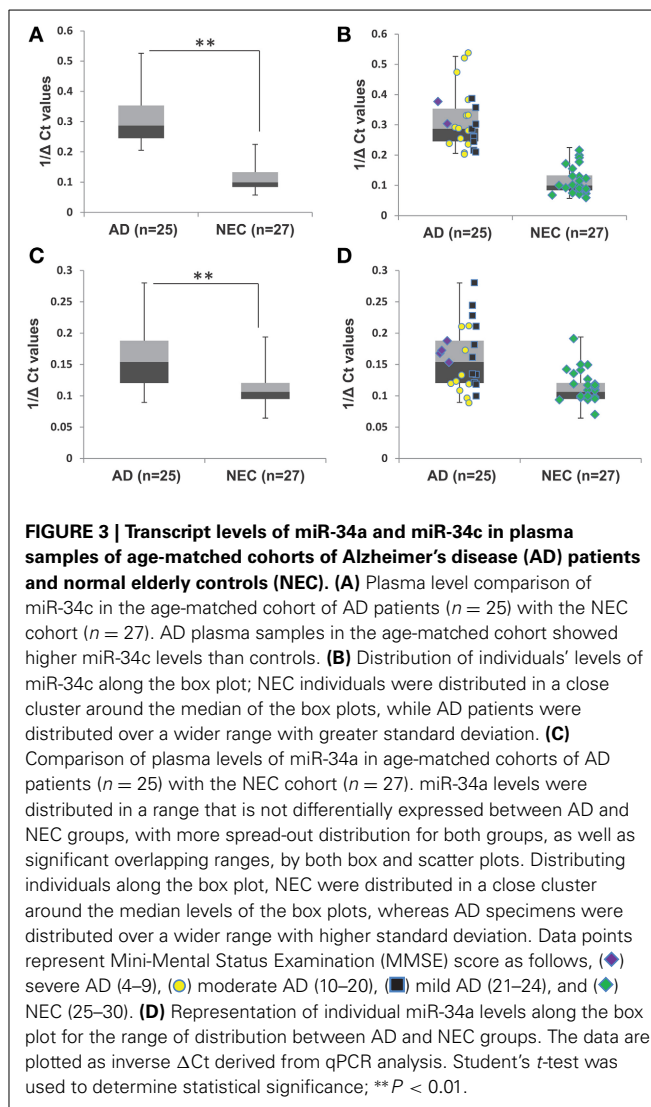 A
**
0.6
0.5
0.4
0.3
0.2
0.1
0
1/Δ Ct values
AD (n=25)
NEC (n=27)
B
0.6
0.5
0.4
0.3
0.2
0.1
0
1/Δ Ct values
AD (n=25)
NEC (n=27)
C
**
0.3
0.25
0.2
0.15
0.1
0.05
0
1/Δ Ct values
AD (n=25)
NEC (n=27)
D
0.3
0.25
0.2
0.15
0.1
0.05
0
1/Δ Ct values
AD (n=25)
NEC (n=27)
FIGURE 3 | Transcript levels of miR-34a and miR-34c in plasma
samples of age-matched cohorts of Alzheimer's disease (AD) patients
and normal elderly controls (NEC). (A) Plasma level comparison of
miR-34c in the age-matched cohort of AD patients (n = 25) with the NEC
cohort (n = 27). AD plasma samples in the age-matched cohort showed
higher miR-34c levels than controls. (B) Distribution of individuals' levels of
miR-34c along the box plot; NEC individuals were distributed in a close
cluster around the median of the box plots, while AD patients were
distributed over a wider range with greater standard deviation. (C)
Comparison of plasma levels of miR-34a in age-matched cohorts of AD
patients (n = 25) with the NEC cohort (n = 27). miR-34a levels were
distributed in a range that is not differentially expressed between AD and
NEC groups, with more spread-out distribution for both groups, as well as
significant overlapping ranges, by both box and scatter plots. Distributing
individuals along the box plot, NEC were distributed in a close cluster
around the median levels of the box plots, whereas AD specimens were
distributed over a wider range with higher standard deviation. Data points
represent Mini-Mental Status Examination (MMSE) score as follows, (◆)
severe AD (4–9), (●) moderate AD (10–20), (■) mild AD (21–24), and (◆)
NEC (25–30). (D) Representation of individual miR-34a levels along the box
plot for the range of distribution between AD and NEC groups. The data are
plotted as inverse ΔCt derived from qPCR analysis. Student's t-test was
used to determine statistical significance; **P < 0.01.